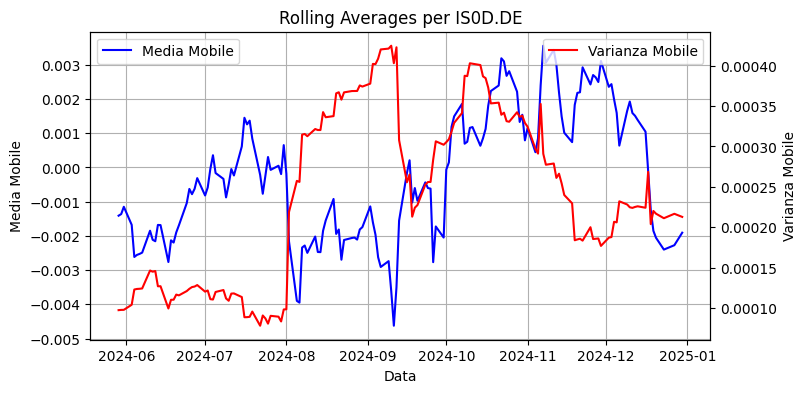 Rolling Averages per IS0D.DE
Media Mobile
Varianza Mobile
0.003
0.002
0.001
0.000
−0.001
−0.002
−0.003
−0.004
−0.005
Media Mobile
0.00040
0.00035
0.00030
0.00025
0.00020
0.00015
0.00010
Varianza Mobile
2024-06 2024-07 2024-08 2024-09 2024-10 2024-11 2024-12 2025-01
Data